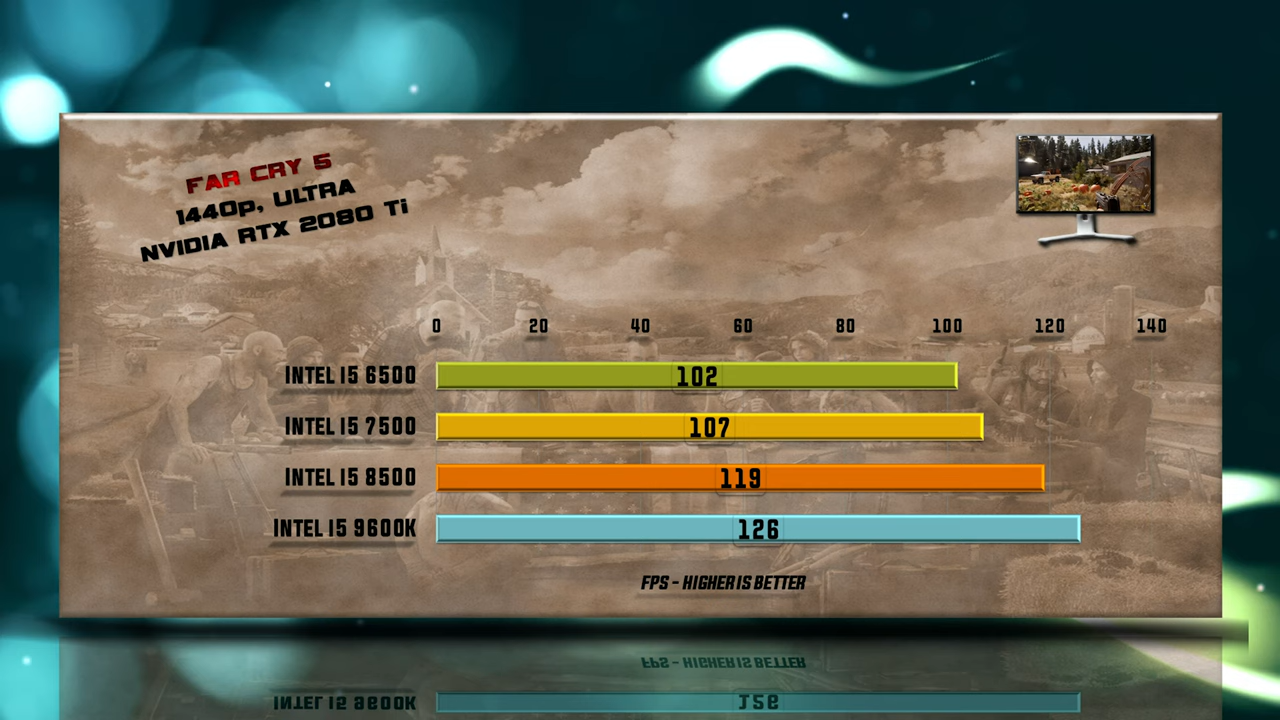 FAR CRY 5
1440p, ULTRA
NVIDIA RTX 2080 Ti
0 20 40 60 80 100 120 140
INTEL I5 6500 102
INTEL I5 7500 107
INTEL I5 8500 119
INTEL I5 9600K 126
FPS - HIGHER IS BETTER